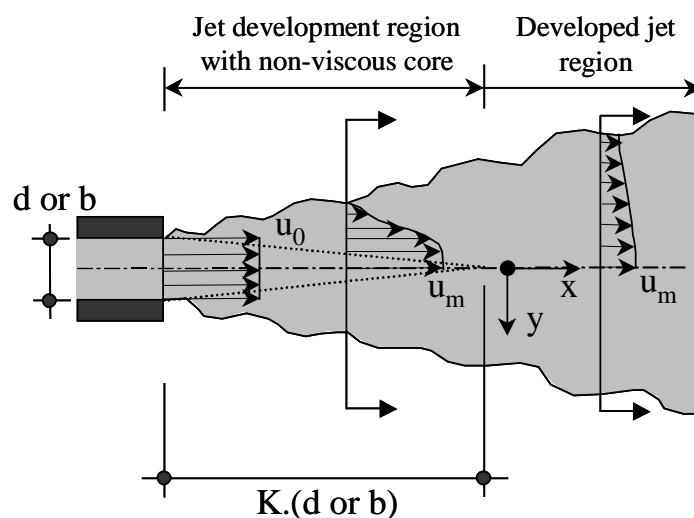 Jet development region
with non-viscous core
Developed jet
region
d or b
u0
um
x
um
y
K.(d or b)